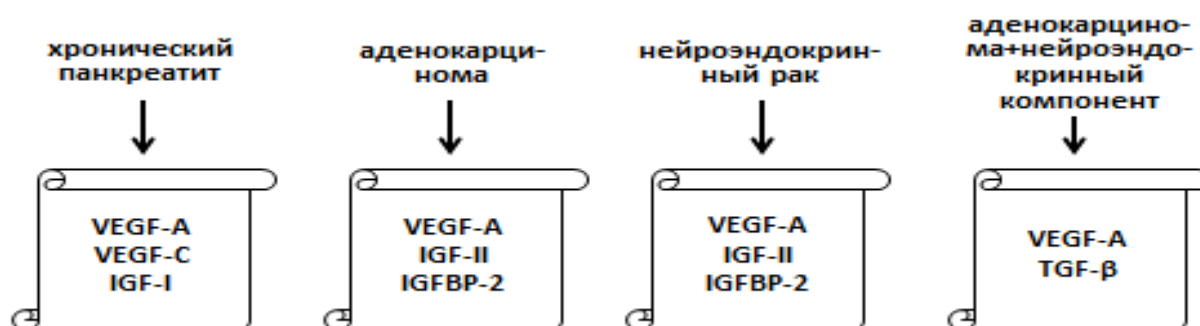 хронический
панкреатит
аденокарци-
нома
нейроэндокрин-
ный рак
аденокарцино-
ма+нейроэндо-
кринный
компонент
VEGF-A
VEGF-C
IGF-I
VEGF-A
IGF-II
IGFBP-2
VEGF-A
IGF-II
IGFBP-2
VEGF-A
TGF-β